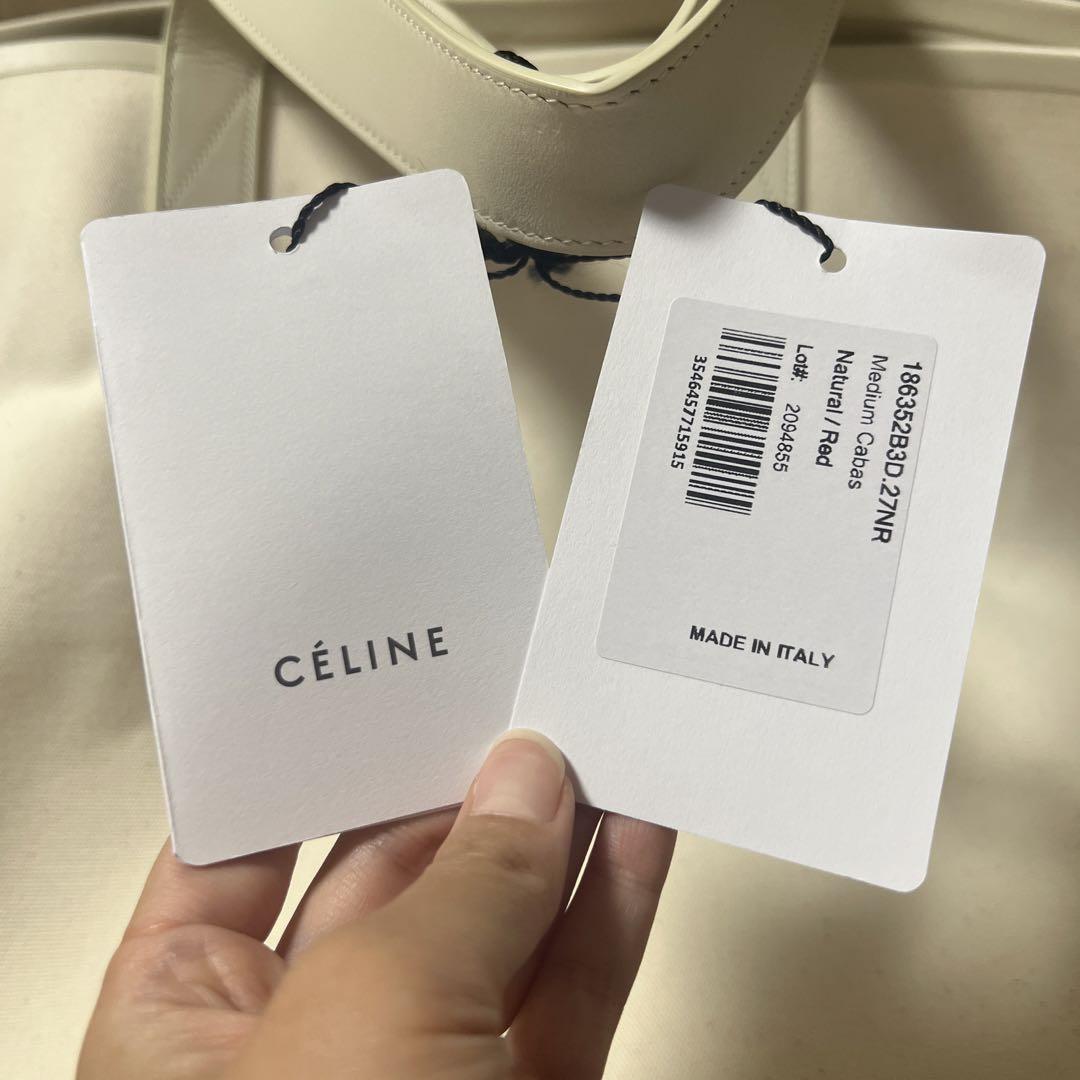 CÉLINE
186352B3D.27NR
Medium Cabas
Natural / Red
Lot#: 2094855
3546457715915
MADE IN ITALY